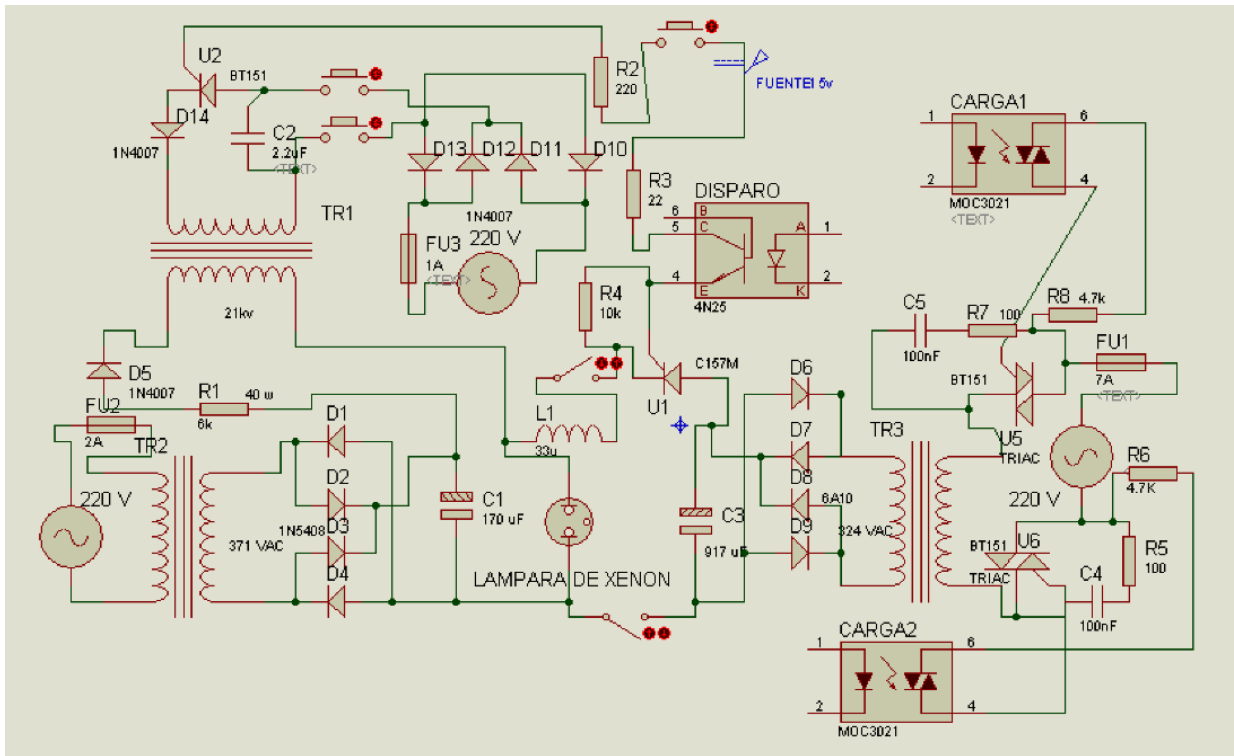 U2
BT151
D14
1N4007
C2
2.2uF
<TEXT>
TR1
21kv
R2
220
FUENTEI 5v
D13
D12
D11
D10
1N4007
220 V
FU3
1A
<TEXT>
R3
22
DISPARO
6
B
5
C
4
E
A
1
K
2
4N25
CARGA1
1
6
2
4
MOC3021
<TEXT>
R4
10k
C157M
U1
L1
33u
D5
1N4007
R1
40 w
6k
FU2
2A
TR2
220 V
371 VAC
D1
D2
1N5408
D3
D4
C1
170 uF
LAMPARA DE XENON
C3
917 uF
D6
D7
D8
6A10
D9
TR3
324 VAC
C5
100nF
R7
100
R8
4.7k
FU1
7A
<TEXT>
BT151
U5
TRIAC
220 V
R6
4.7K
BT151
U6
TRIAC
R5
100
C4
100nF
CARGA2
1
6
2
4
MOC3021